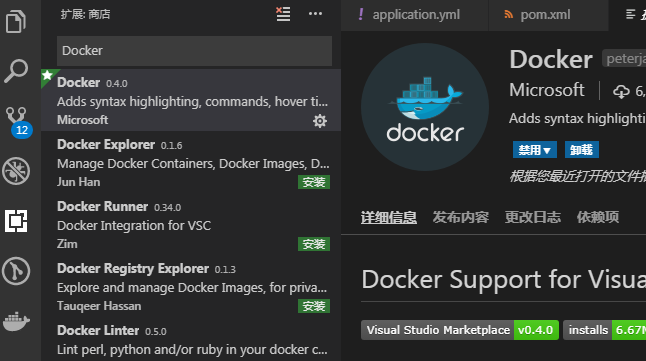 扩展: 商店
Docker
Docker 0.4.0
Adds syntax highlighting, commands, hover ti...
Microsoft
Docker Explorer 0.1.6
Manage Docker Containers, Docker Images, D...
Jun Han 安装
Docker Runner 0.34.0
Docker Integration for VSC
Zim 安装
Docker Registry Explorer 0.1.3
Explore and manage Docker Images, for priva...
Tauqeer Hassan 安装
Docker Linter 0.5.0
Lint perl, python and/or ruby in your docker c...
12
application.yml pom.xml
docker
Docker peterja
Microsoft 6,
Adds syntax highlighti
禁用 卸载
根据您最近打开的文件
详细信息 发布内容 更改日志 依赖项
Docker Support for Visua
Visual Studio Marketplace v0.4.0 installs 6.67M